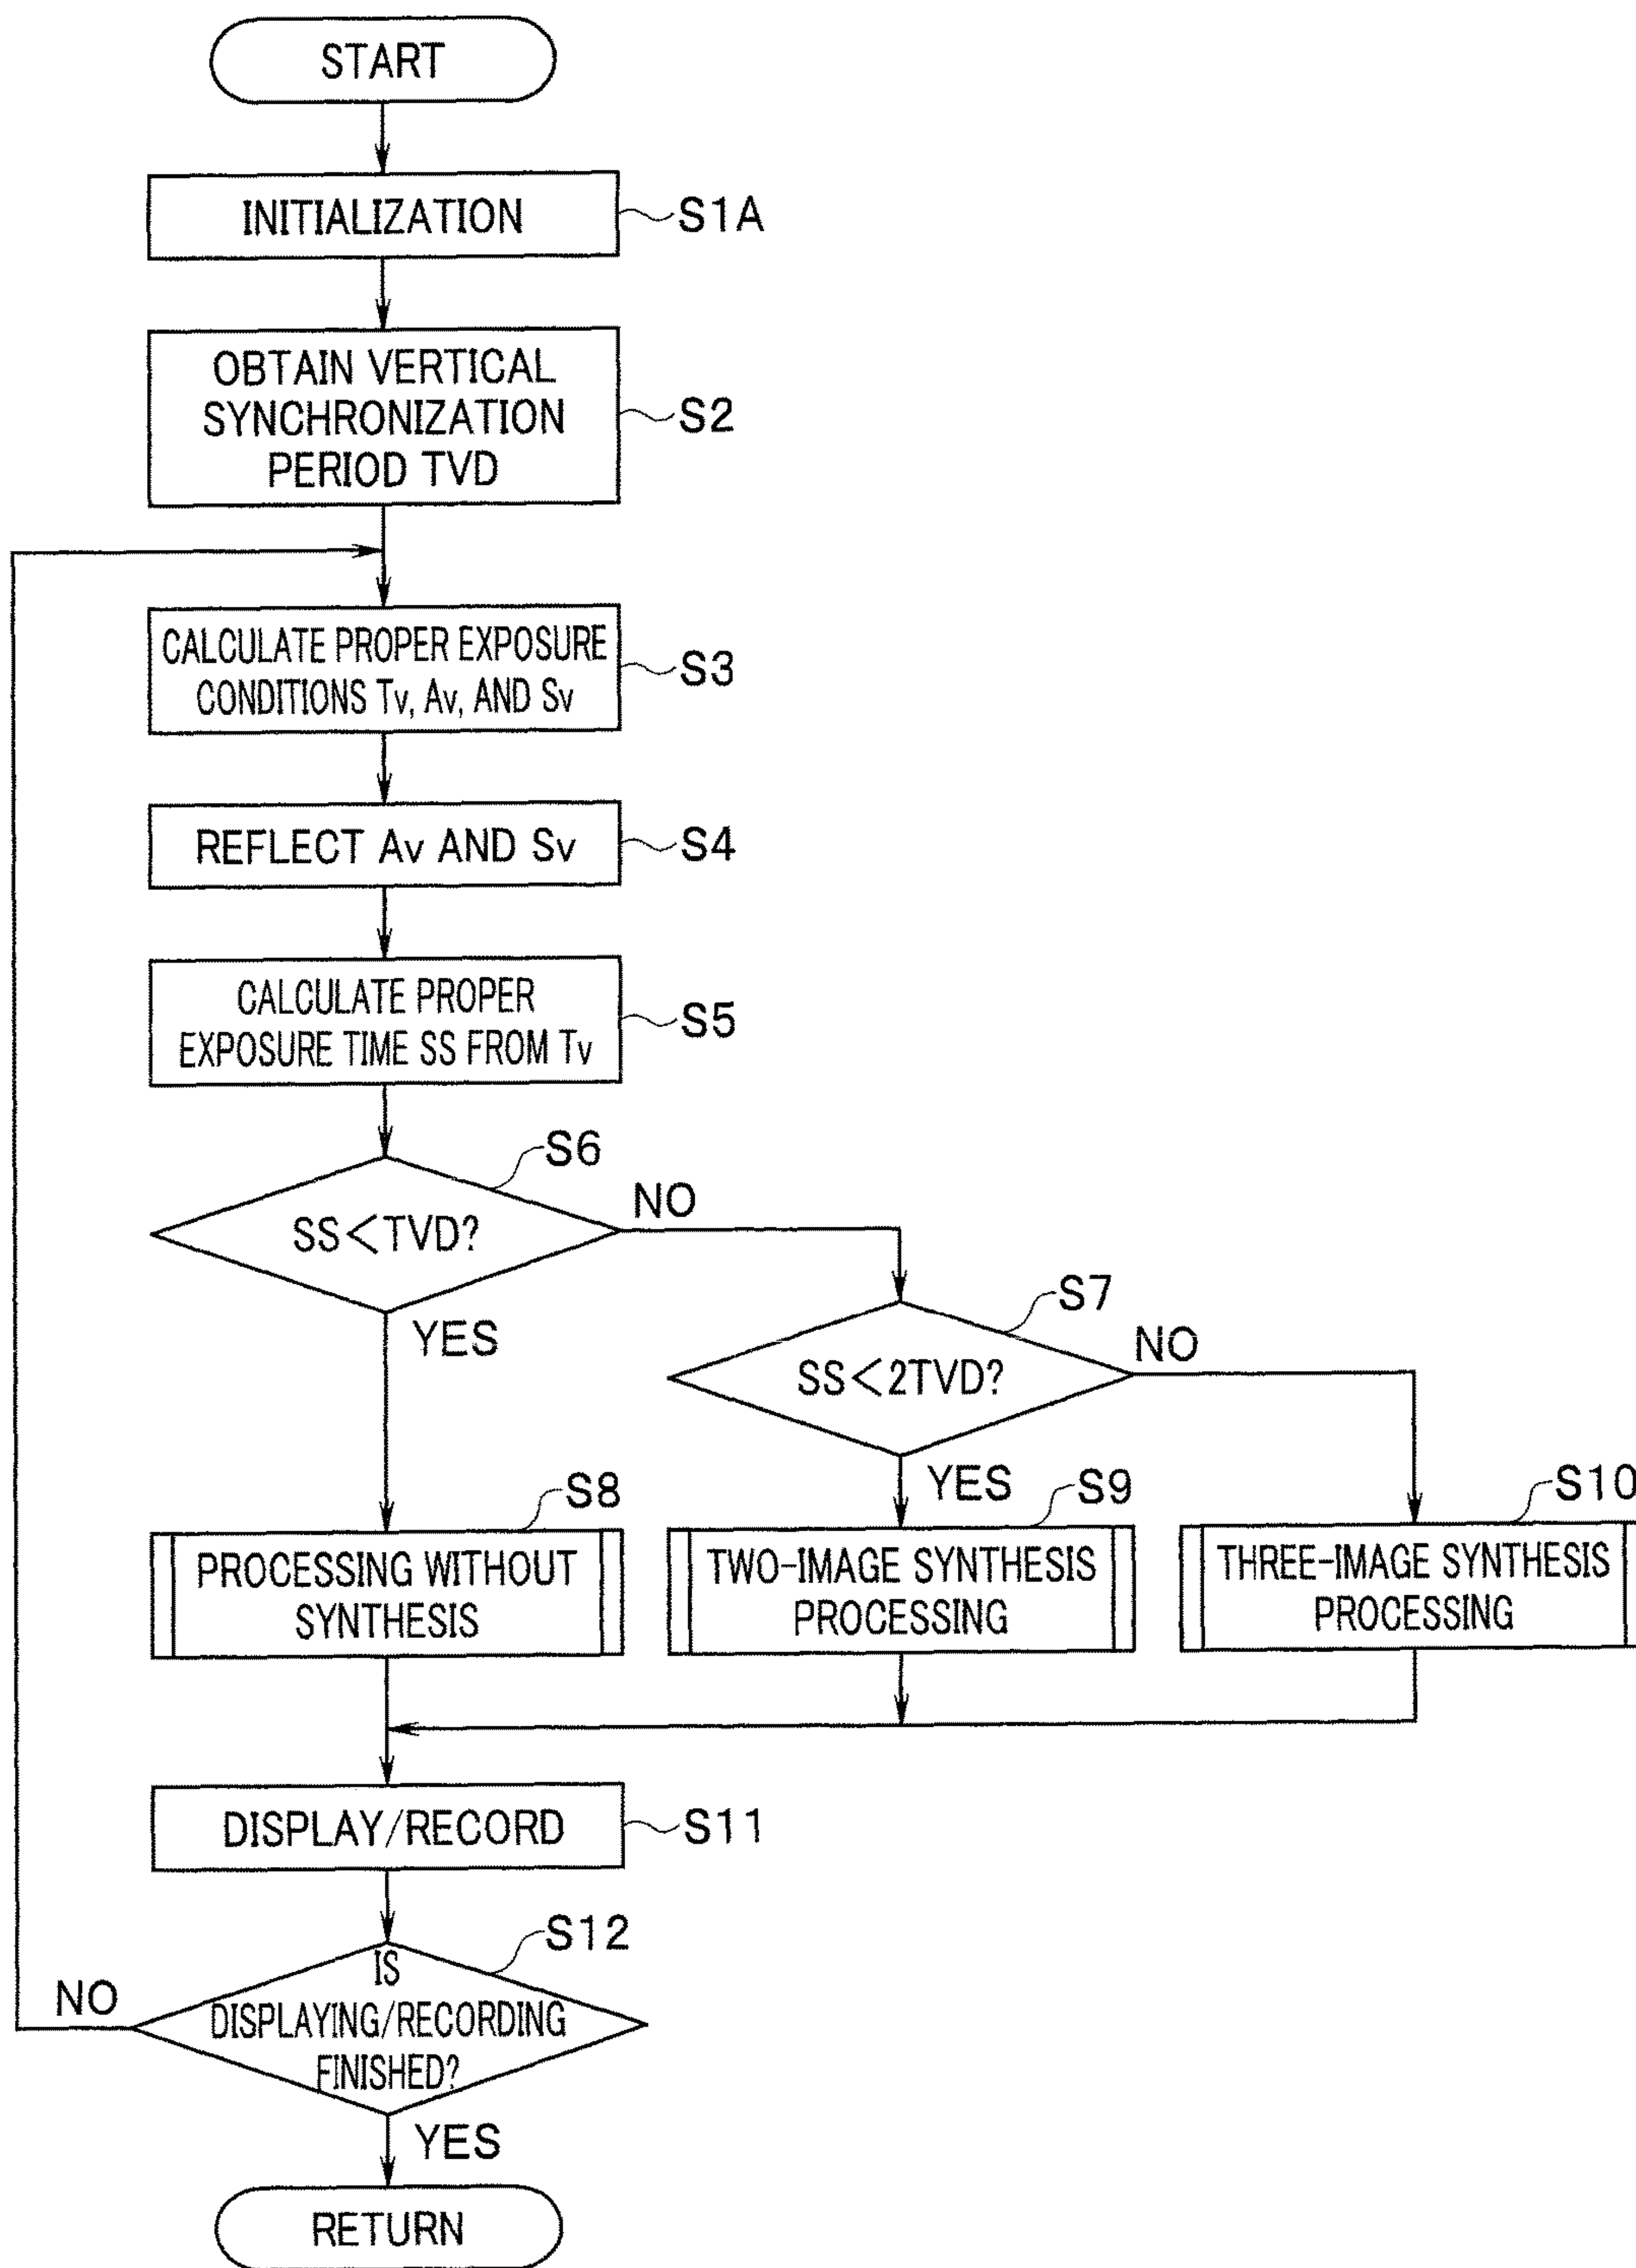 START
INITIALIZATION
S1A
OBTAIN VERTICAL
SYNCHRONIZATION
PERIOD TVD
S2
CALCULATE PROPER EXPOSURE
CONDITIONS Tv, Av, AND Sv
S3
REFLECT Av AND Sv
S4
CALCULATE PROPER
EXPOSURE TIME SS FROM Tv
S5
S6
SS<TVD?
NO
YES
S7
SS<2TVD?
NO
YES
S8
PROCESSING WITHOUT
SYNTHESIS
S9
TWO-IMAGE SYNTHESIS
PROCESSING
S10
THREE-IMAGE SYNTHESIS
PROCESSING
DISPLAY/RECORD
S11
S12
IS
DISPLAYING/RECORDING
FINISHED?
NO
YES
RETURN